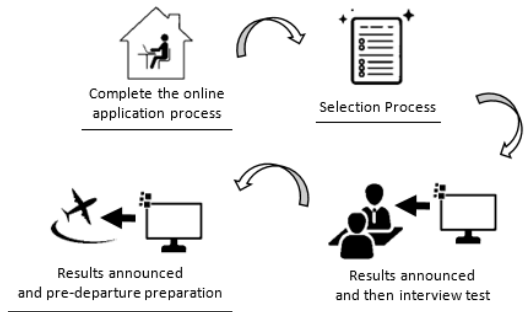 Complete the online
application process
Selection Process
Results announced
and then interview test
Results announced
and pre-departure preparation